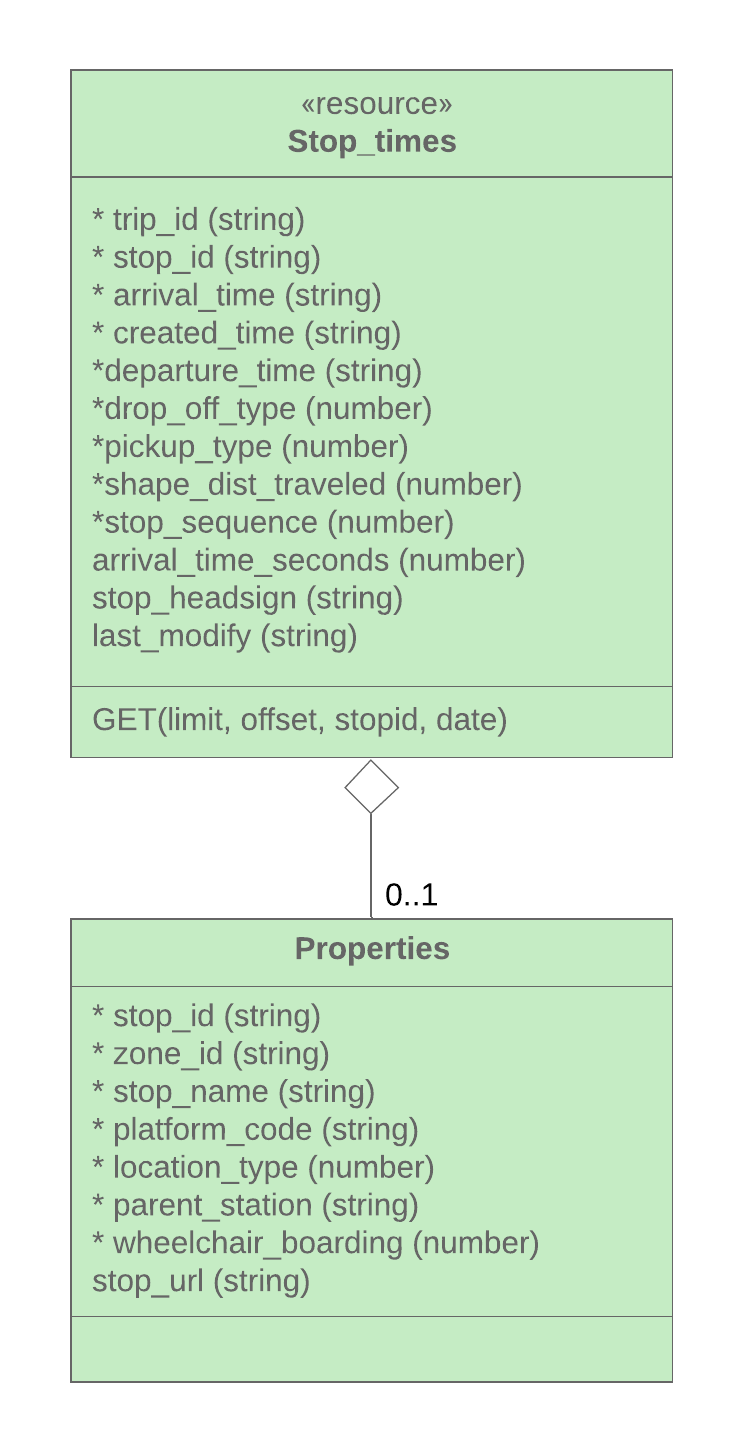 «resource»
Stop_times
* trip_id (string)
* stop_id (string)
* arrival_time (string)
* created_time (string)
*departure_time (string)
*drop_off_type (number)
*pickup_type (number)
*shape_dist_traveled (number)
*stop_sequence (number)
arrival_time_seconds (number)
stop_headsign (string)
last_modify (string)
GET(limit, offset, stopid, date)
0..1
Properties
* stop_id (string)
* zone_id (string)
* stop_name (string)
* platform_code (string)
* location_type (number)
* parent_station (string)
* wheelchair_boarding (number)
stop_url (string)